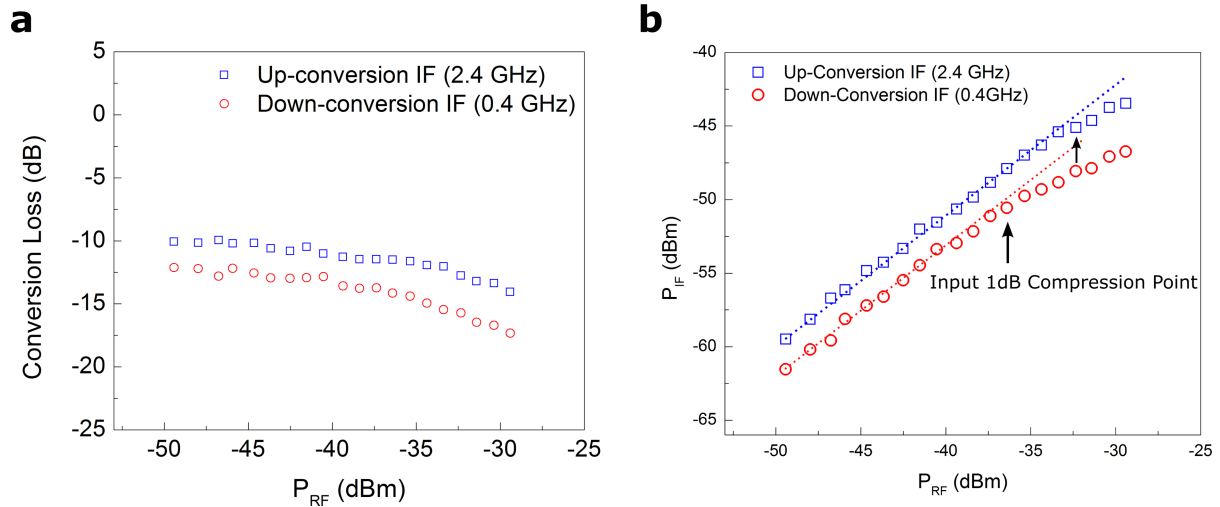 a
5
0
-5
-10
-15
-20
-25
Conversion Loss (dB)
Up-conversion IF (2.4 GHz)
Down-conversion IF (0.4 GHz)
-50
-45
-40
-35
-30
-25
P_RF (dBm)
b
-40
-45
-50
-55
-60
-65
P_IF (dBm)
Up-Conversion IF (2.4 GHz)
Down-Conversion IF (0.4GHz)
Input 1dB Compression Point
-50
-45
-40
-35
-30
-25
P_RF (dBm)